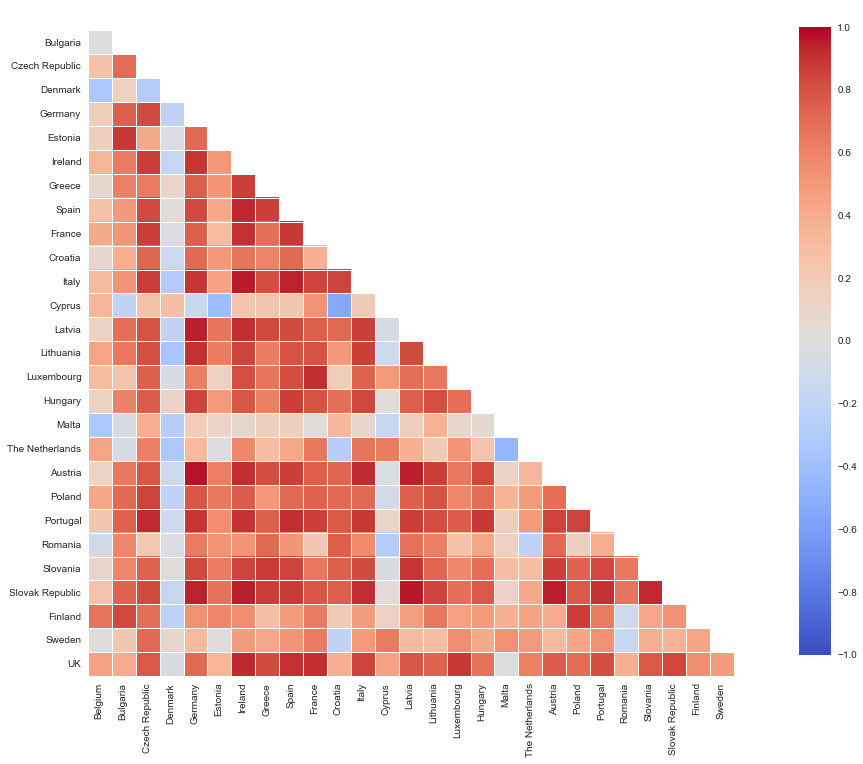 Bulgaria
Czech Republic
Denmark
Germany
Estonia
Ireland
Greece
Spain
France
Croatia
Italy
Cyprus
Latvia
Lithuania
Luxembourg
Hungary
Malta
The Netherlands
Austria
Poland
Portugal
Romania
Slovania
Slovak Republic
Finland
Sweden
UK
Belgium
Bulgaria
Czech Republic
Denmark
Germany
Estonia
Ireland
Greece
Spain
France
Croatia
Italy
Cyprus
Latvia
Lithuania
Luxembourg
Hungary
Malta
The Netherlands
Austria
Poland
Portugal
Romania
Slovania
Slovak Republic
Finland
Sweden
1.0
0.8
0.6
0.4
0.2
0.0
−0.2
−0.4
−0.6
−0.8
−1.0